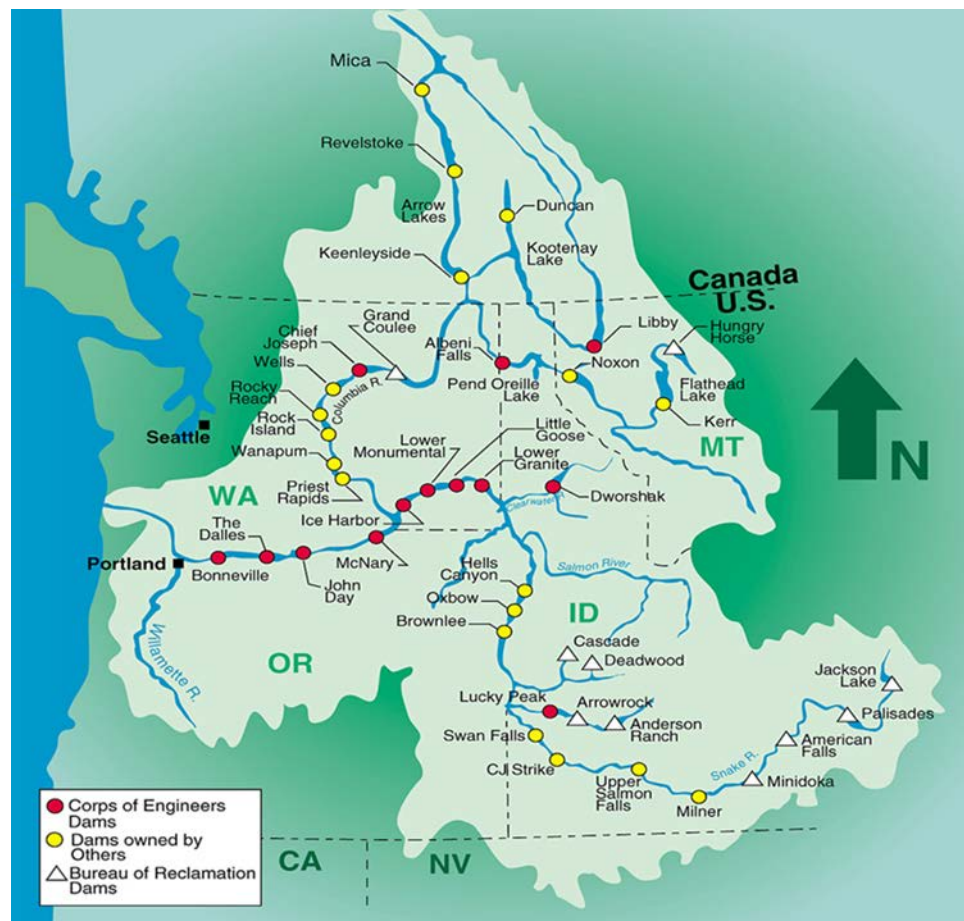 Mica
Revelstoke
Arrow
Lakes
Duncan
Keenleyside
Kootenay
Lake
Canada
U.S.
Grand
Coulee
Chief
Joseph
Albeni
Falls
Libby
Hungry
Horse
Wells
Noxon
Pend Oreille
Lake
Flathead
Lake
Rocky
Reach
Columbia R.
Rock
Island
Kerr
Seattle
Little
Goose
Lower
Monumental
Lower
Granite
MT
N
Wanapum
WA
Priest
Rapids
Clearwater R.
Dworshak
Ice Harbor
The
Dalles
Portland
Bonneville
McNary
John
Day
Hells
Canyon
Salmon River
Oxbow
Brownlee
ID
Willamette R.
OR
Cascade
Deadwood
Jackson
Lake
Lucky Peak
Arrowrock
Anderson
Ranch
Palisades
Swan Falls
American
Falls
CJ Strike
Upper
Salmon
Falls
Snake R.
Minidoka
Milner
Corps of Engineers
Dams
Dams owned by
Others
Bureau of Reclamation
Dams
CA
NV